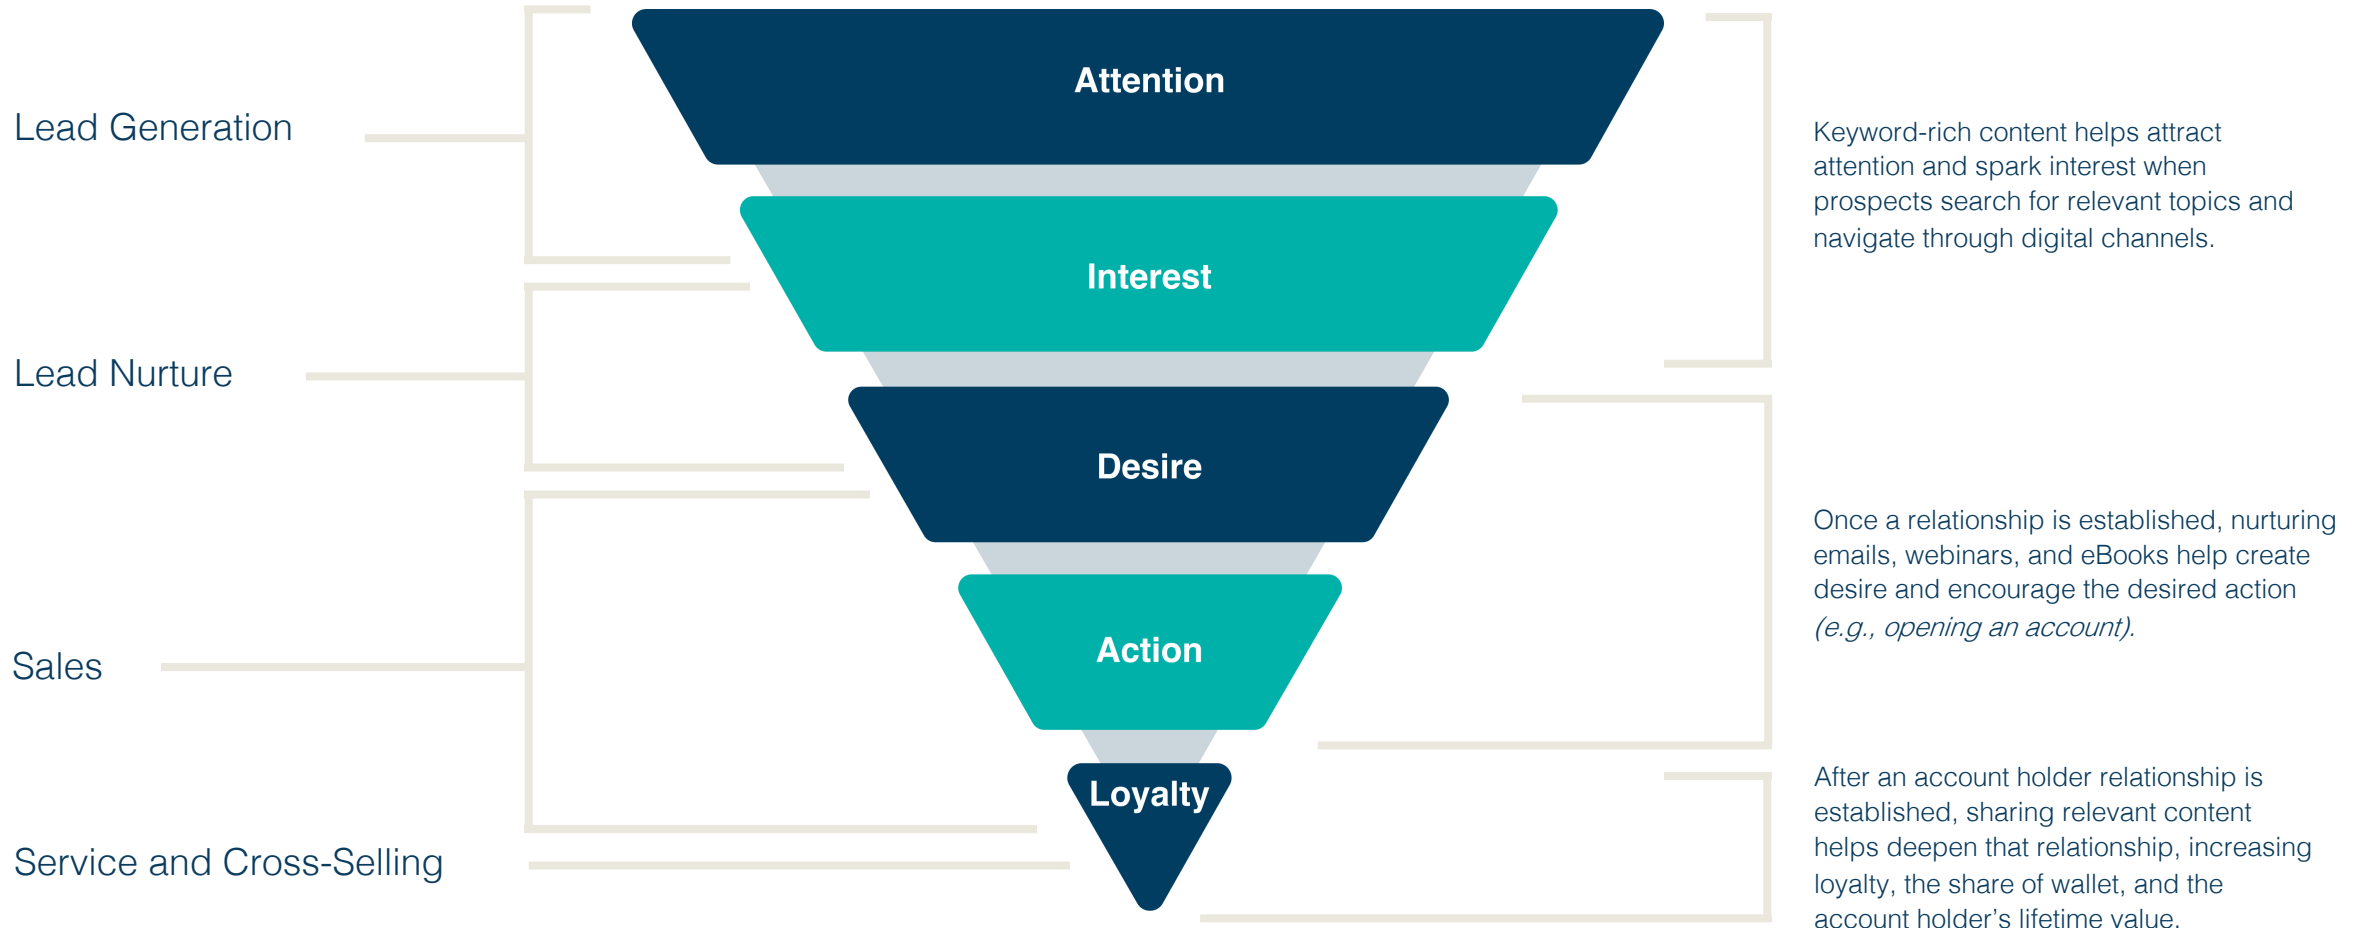 Lead Generation
Lead Nurture
Sales
Service and Cross-Selling
Attention
Interest
Desire
Action
Loyalty
Keyword-rich content helps attract
attention and spark interest when
prospects search for relevant topics and
navigate through digital channels.
Once a relationship is established, nurturing
emails, webinars, and eBooks help create
desire and encourage the desired action
(e.g., opening an account).
After an account holder relationship is
established, sharing relevant content
helps deepen that relationship, increasing
loyalty, the share of wallet, and the
account holder’s lifetime value.